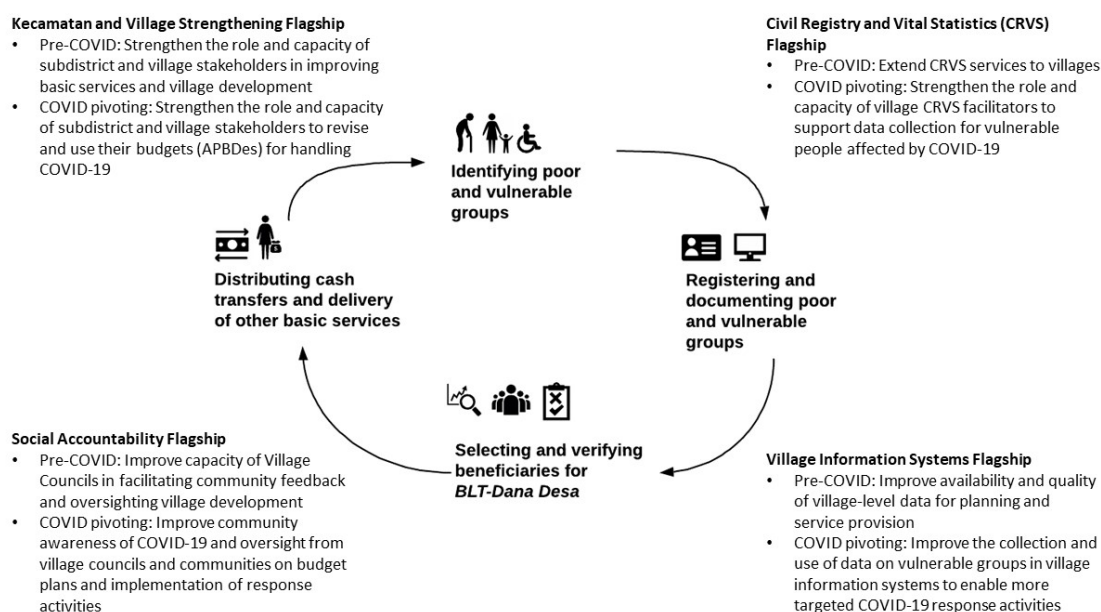 Kecamatan and Village Strengthening Flagship
• Pre-COVID: Strengthen the role and capacity of
subdistrict and village stakeholders in improving
basic services and village development
• COVID pivoting: Strengthen the role and capacity
of subdistrict and village stakeholders to revise
and use their budgets (APBDes) for handling
COVID-19
Civil Registry and Vital Statistics (CRVS)
Flagship
• Pre-COVID: Extend CRVS services to villages
• COVID pivoting: Strengthen the role and
capacity of village CRVS facilitators to
support data collection for vulnerable
people affected by COVID-19
Identifying poor
and vulnerable
groups
Registering and
documenting poor
and vulnerable
groups
Selecting and verifying
beneficiaries for
BLT-Dana Desa
Distributing cash
transfers and delivery
of other basic services
Social Accountability Flagship
• Pre-COVID: Improve capacity of Village
Councils in facilitating community feedback
and oversighting village development
• COVID pivoting: Improve community
awareness of COVID-19 and oversight from
village councils and communities on budget
plans and implementation of response
activities
Village Information Systems Flagship
• Pre-COVID: Improve availability and quality
of village-level data for planning and
service provision
• COVID pivoting: Improve the collection and
use of data on vulnerable groups in village
information systems to enable more
targeted COVID-19 response activities